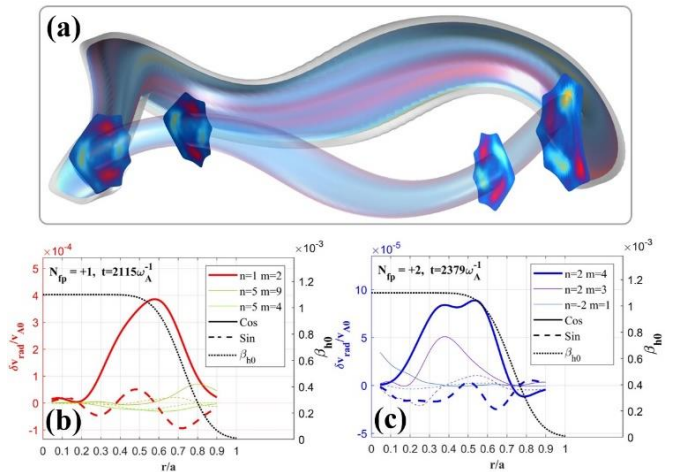 (a)
×10⁻⁴
×10⁻³
N_fp = +1, t=2115ω_A⁻¹
n=1 m=2
n=5 m=9
n=5 m=4
Cos
Sin
β_h0
5
4
3
2
1
0
-1
δv_rad/v_A0
1.2
1
0.8
0.6
0.4
0.2
0
β_h0
(b)
0 0.1 0.2 0.3 0.4 0.5 0.6 0.7 0.8 0.9 1
r/a
×10⁻⁵
×10⁻³
N_fp = +2, t=2379ω_A⁻¹
n=2 m=4
n=2 m=3
n=-2 m=1
Cos
Sin
β_h0
10
5
0
-5
δv_rad/v_A0
1.2
1
0.8
0.6
0.4
0.2
0
β_h0
(c)
0 0.1 0.2 0.3 0.4 0.5 0.6 0.7 0.8 0.9 1
r/a